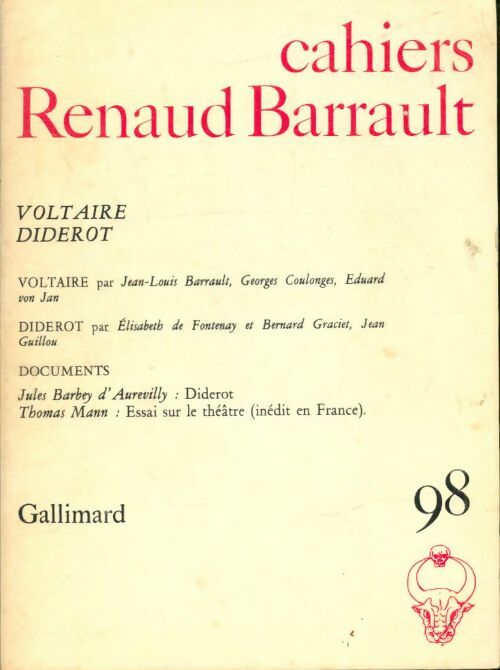 cahiers
Renaud Barrault
VOLTAIRE
DIDEROT
VOLTAIRE par Jean-Louis Barrault, Georges Coulonges, Eduard
von Jan
DIDEROT par Élisabeth de Fontenay et Bernard Graciet, Jean
Guillou
DOCUMENTS
Jules Barbey d'Aurevilly : Diderot
Thomas Mann : Essai sur le théâtre (inédit en France).
Gallimard
98